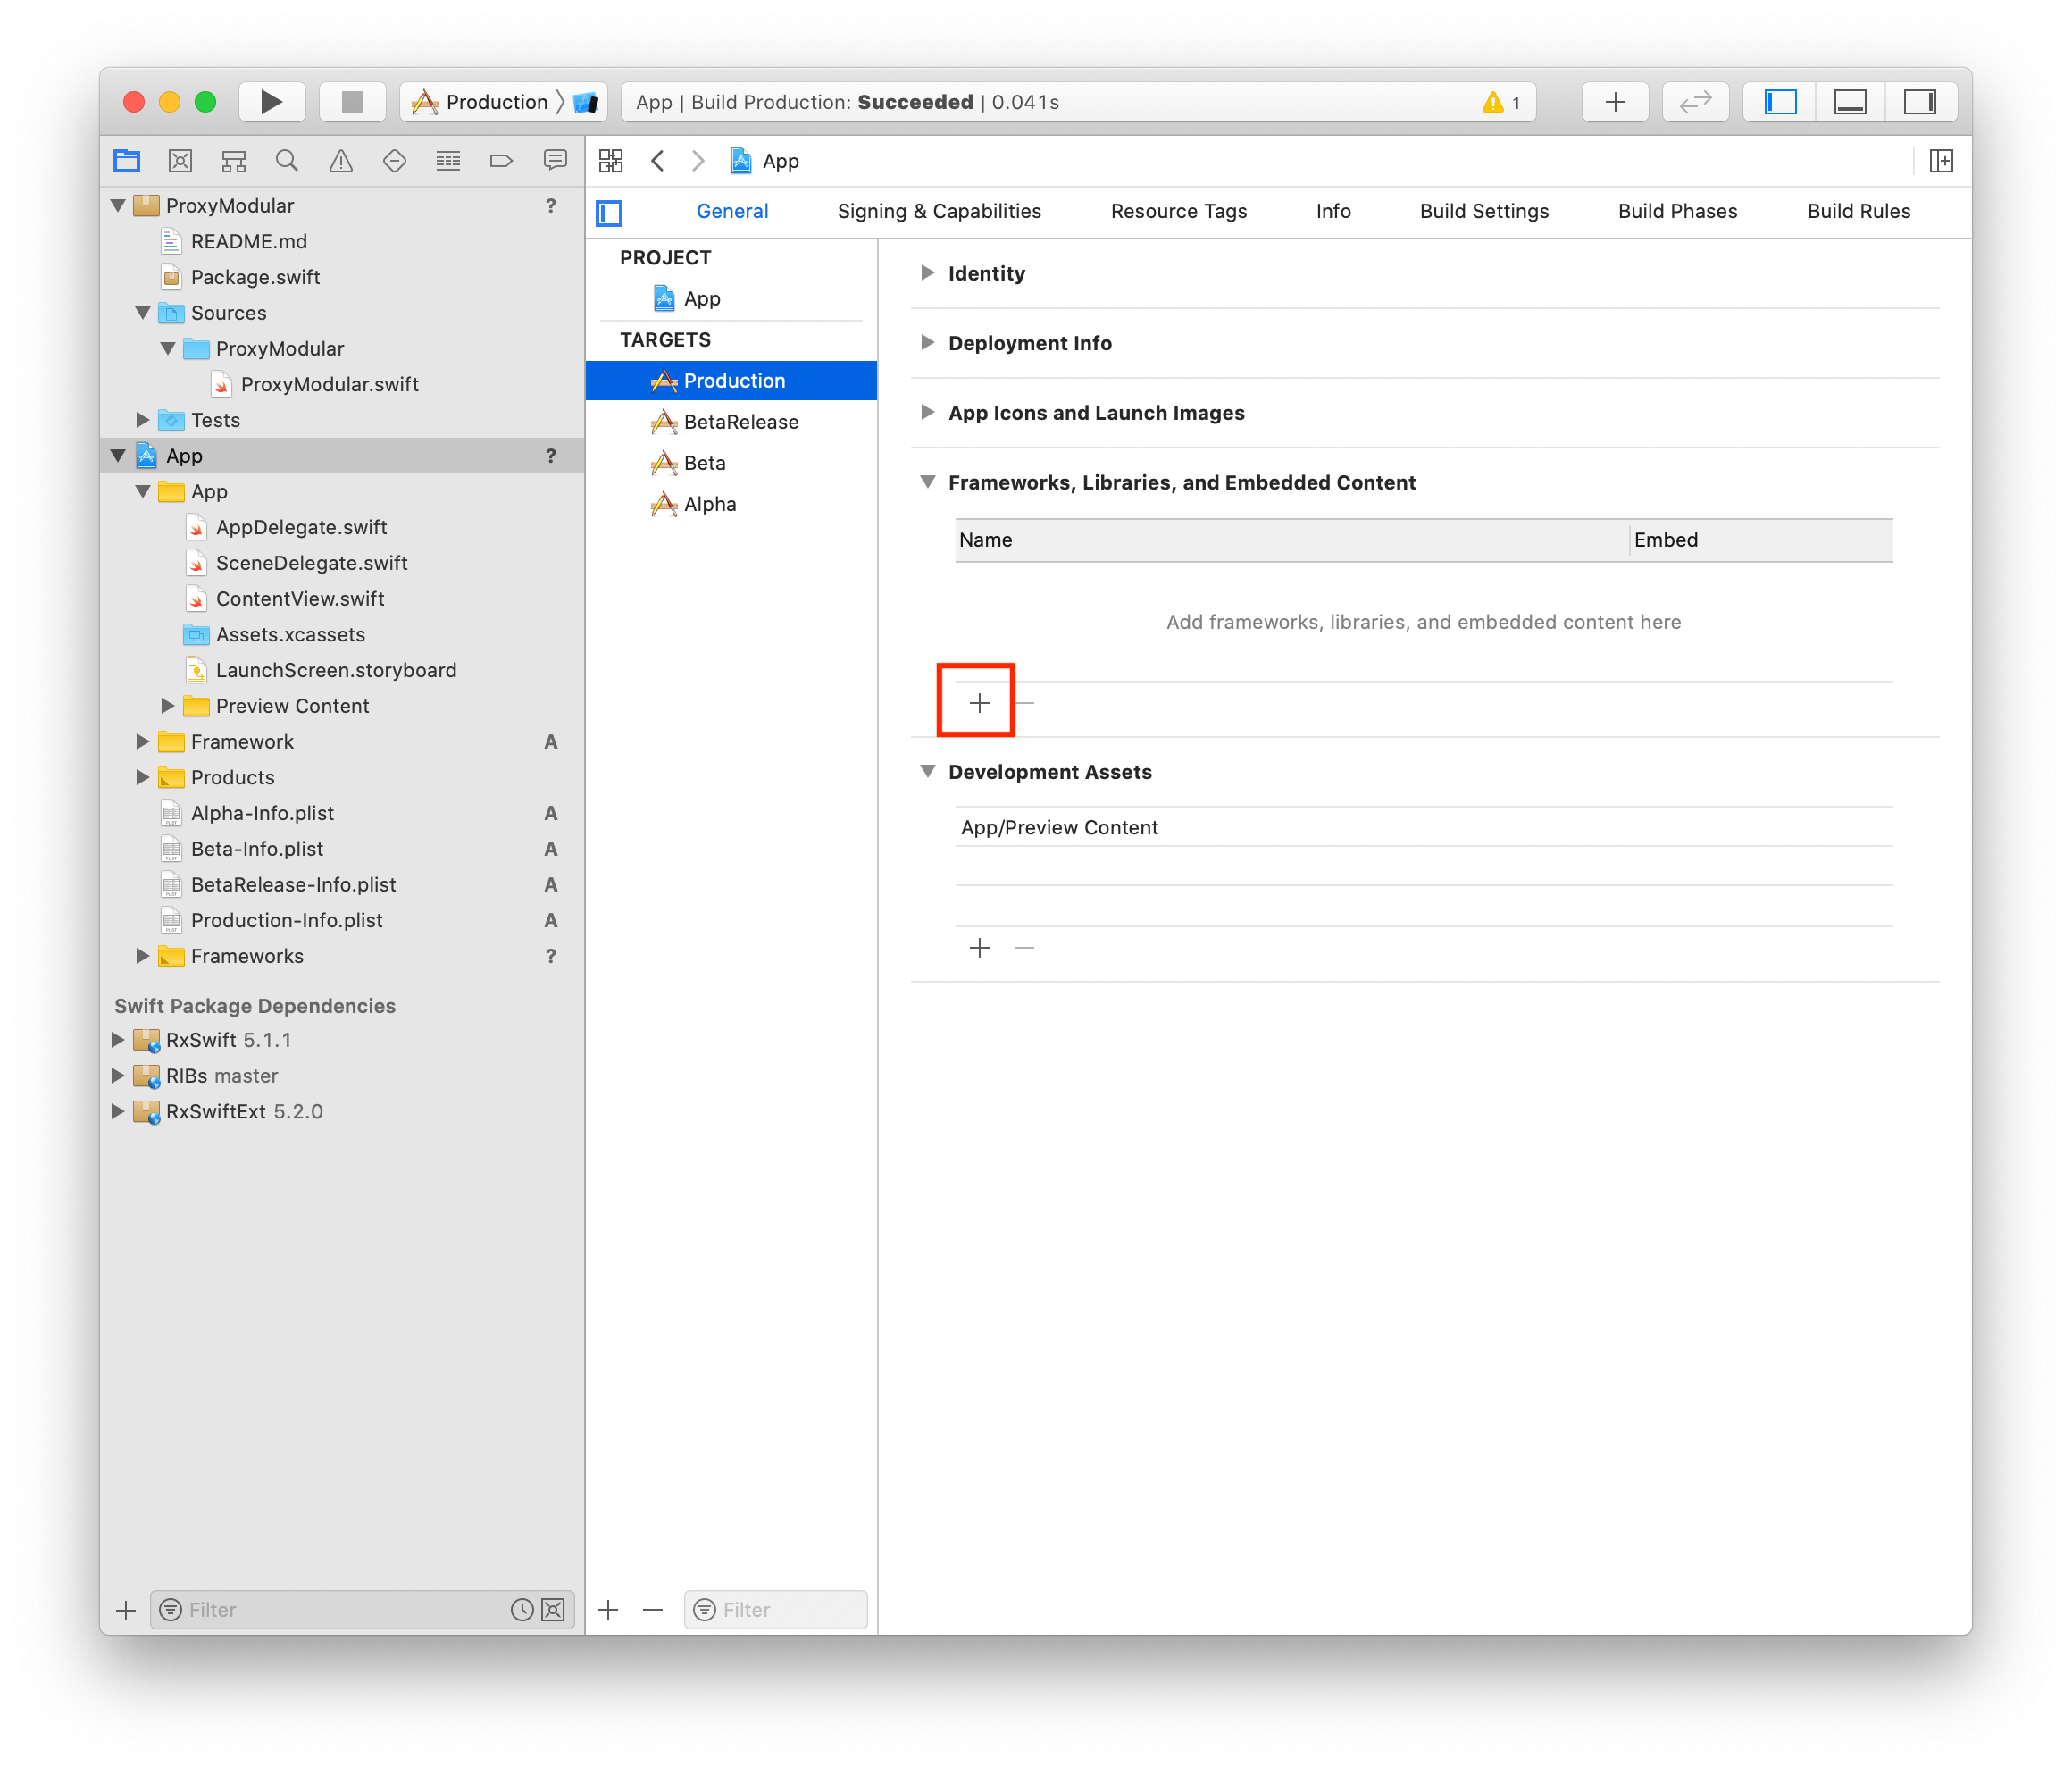 Production
App | Build Production: Succeeded | 0.041s
1
App
General
Signing & Capabilities
Resource Tags
Info
Build Settings
Build Phases
Build Rules
ProxyModular ?
README.md
Package.swift
Sources
ProxyModular
ProxyModular.swift
Tests
App ?
App
AppDelegate.swift
SceneDelegate.swift
ContentView.swift
Assets.xcassets
LaunchScreen.storyboard
Preview Content
Framework A
Products
Alpha-Info.plist A
Beta-Info.plist A
BetaRelease-Info.plist A
Production-Info.plist A
Frameworks ?
Swift Package Dependencies
RxSwift 5.1.1
RIBs master
RxSwiftExt 5.2.0
Filter
PROJECT
App
TARGETS
Production
BetaRelease
Beta
Alpha
Filter
Identity
Deployment Info
App Icons and Launch Images
Frameworks, Libraries, and Embedded Content
Name
Embed
Add frameworks, libraries, and embedded content here
Development Assets
App/Preview Content